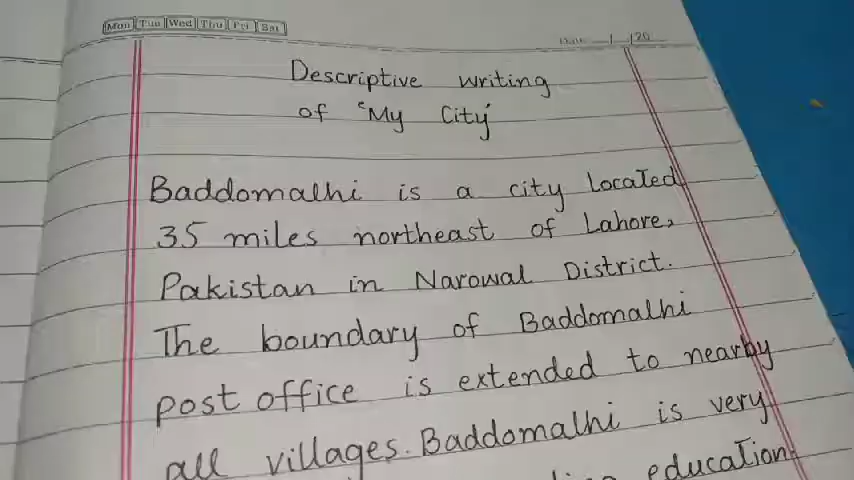 Mon Tue Wed Thu Fri Sat
Date / /20
Descriptive writing
of 'My City'
Baddomalhi is a city located
35 miles northeast of Lahore,
Pakistan in Narowal District.
The boundary of Baddomalhi
post office is extended to nearby
all villages. Baddomalhi is very
education